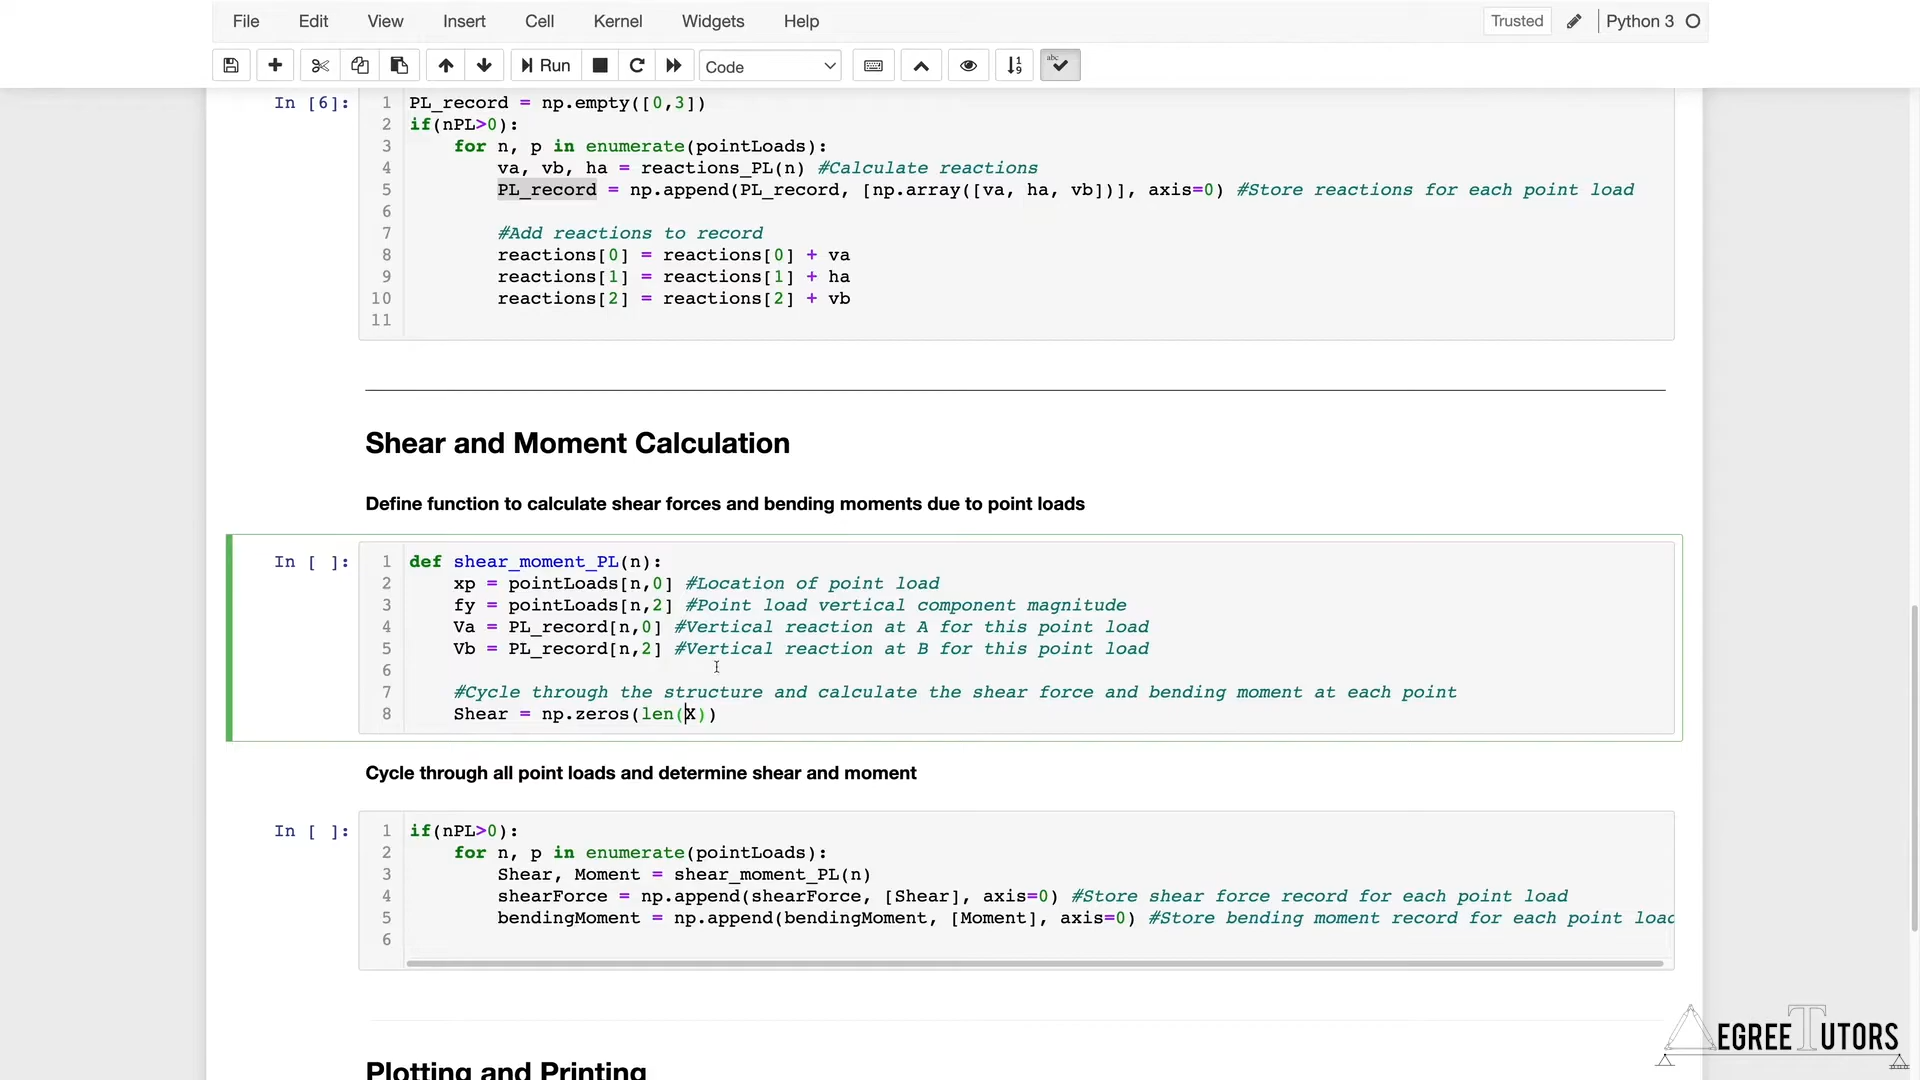 File Edit View Insert Cell Kernel Widgets Help Trusted Python 3
Run Code
In [6]:
1 PL_record = np.empty([0,3])
2 if(nPL>0):
3 for n, p in enumerate(pointLoads):
4 va, vb, ha = reactions_PL(n) #Calculate reactions
5 PL_record = np.append(PL_record, [np.array([va, ha, vb])], axis=0) #Store reactions for each point load
6
7 #Add reactions to record
8 reactions[0] = reactions[0] + va
9 reactions[1] = reactions[1] + ha
10 reactions[2] = reactions[2] + vb
11
Shear and Moment Calculation
Define function to calculate shear forces and bending moments due to point loads
In [ ]:
1 def shear_moment_PL(n):
2 xp = pointLoads[n,0] #Location of point load
3 fy = pointLoads[n,2] #Point load vertical component magnitude
4 Va = PL_record[n,0] #Vertical reaction at A for this point load
5 Vb = PL_record[n,2] #Vertical reaction at B for this point load
6
7 #Cycle through the structure and calculate the shear force and bending moment at each point
8 Shear = np.zeros(len(X))
Cycle through all point loads and determine shear and moment
In [ ]:
1 if(nPL>0):
2 for n, p in enumerate(pointLoads):
3 Shear, Moment = shear_moment_PL(n)
4 shearForce = np.append(shearForce, [Shear], axis=0) #Store shear force record for each point load
5 bendingMoment = np.append(bendingMoment, [Moment], axis=0) #Store bending moment record for each point load
6
DEGREE TUTORS
Plotting and Printing